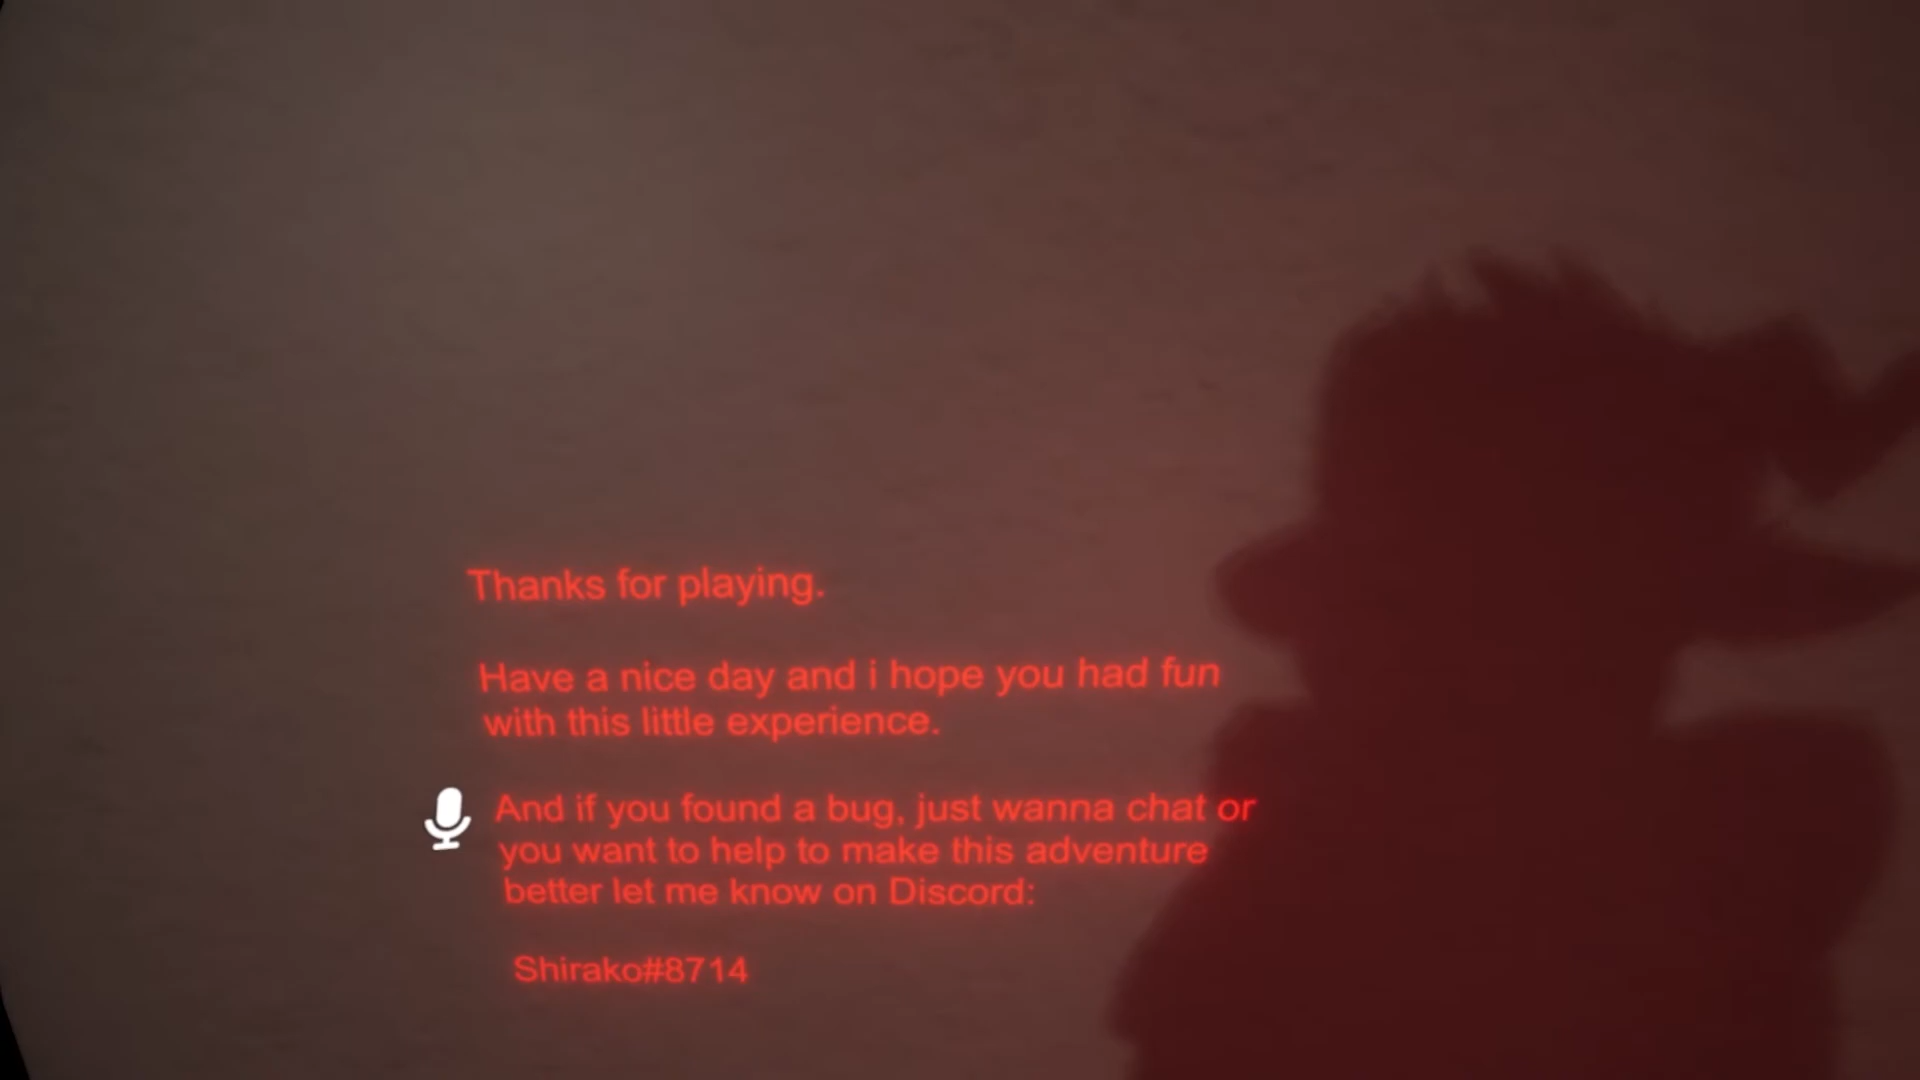 Thanks for playing.
Have a nice day and i hope you had fun
with this little experience.
And if you found a bug, just wanna chat or
you want to help to make this adventure
better let me know on Discord:
Shirako#8714